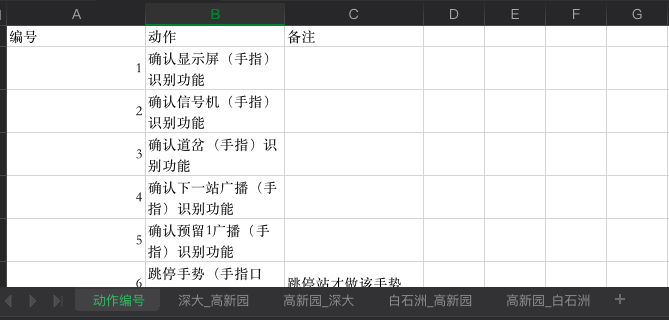 A B C D E F G
编号 动作 备注
1 确认显示屏（手指）
识别功能
2 确认信号机（手指）
识别功能
3 确认道岔（手指）识
别功能
4 确认下一站广播（手
指）识别功能
5 确认预留1广播（手
指）识别功能
6 跳停手势（手指口 跳停站才做该手势
动作编号 深大_高新园 高新园_深大 白石洲_高新园 高新园_白石洲 +